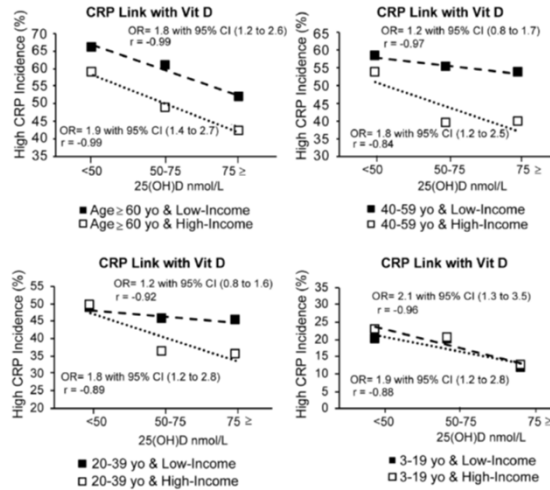 CRP Link with Vit D
OR= 1.8 with 95% CI (1.2 to 2.6)
r = -0.99
High CRP Incidence (%)
70
65
60
55
50
45
40
35
OR= 1.9 with 95% CI (1.4 to 2.7)
r = -0.99
<50
50-75
75 ≥
25(OH)D nmol/L
■ Age ≥ 60 yo & Low-Income
□ Age ≥ 60 yo & High-Income
CRP Link with Vit D
OR= 1.2 with 95% CI (0.8 to 1.7)
r = -0.97
High CRP Incidence (%)
65
60
55
50
45
40
35
30
OR= 1.8 with 95% CI (1.2 to 2.5)
r = -0.84
<50
50-75
75 ≥
25(OH)D nmol/L
■ 40-59 yo & Low-Income
□ 40-59 yo & High-Income
CRP Link with Vit D
OR= 1.2 with 95% CI (0.8 to 1.6)
r = -0.92
High CRP Incidence (%)
55
50
45
40
35
30
25
20
OR= 1.8 with 95% CI (1.2 to 2.8)
r = -0.89
<50
50-75
75 ≥
25(OH)D nmol/L
■ 20-39 yo & Low-Income
□ 20-39 yo & High-Income
CRP Link with Vit D
OR= 2.1 with 95% CI (1.3 to 3.5)
r = -0.96
High CRP Incidence (%)
35
30
25
20
15
10
5
0
OR= 1.9 with 95% CI (1.2 to 2.8)
r = -0.88
<50
50-75
75 ≥
25(OH)D nmol/L
■ 3-19 yo & Low-Income
□ 3-19 yo & High-Income